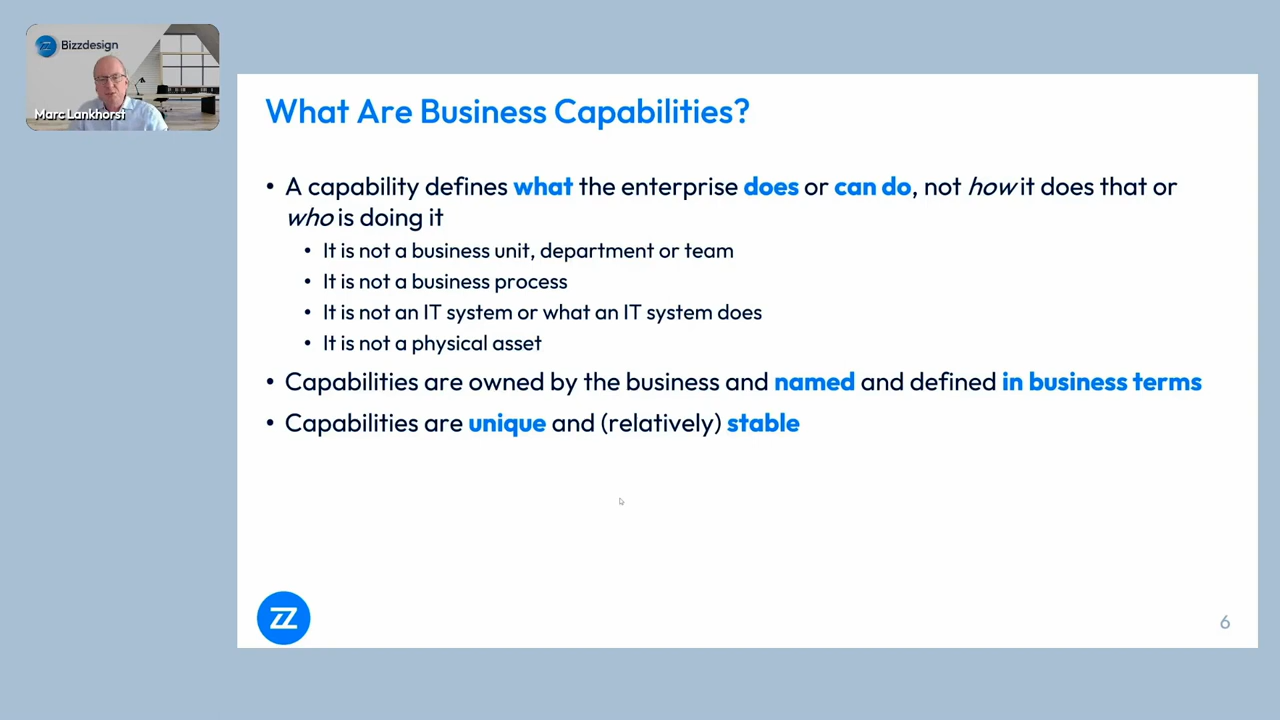 Bizzdesign
Marc Lankhorst
What Are Business Capabilities?
• A capability defines what the enterprise does or can do, not how it does that or
who is doing it
• It is not a business unit, department or team
• It is not a business process
• It is not an IT system or what an IT system does
• It is not a physical asset
• Capabilities are owned by the business and named and defined in business terms
• Capabilities are unique and (relatively) stable
6